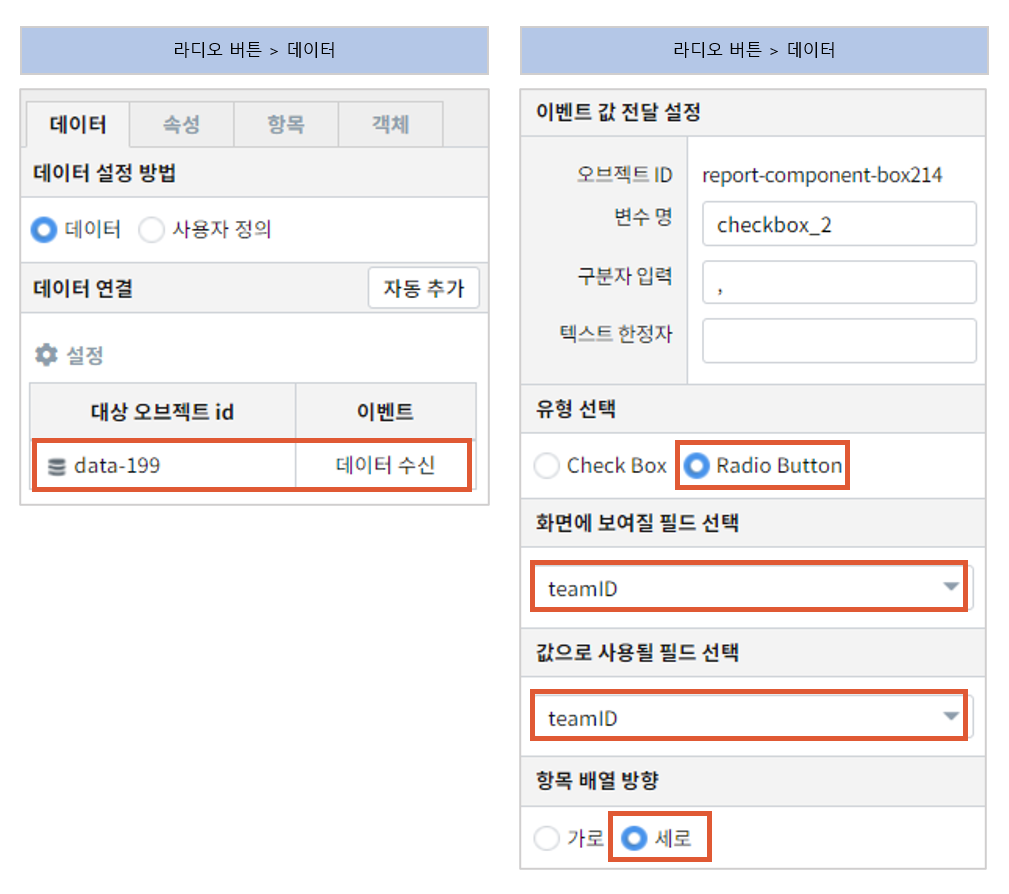 라디오 버튼 > 데이터
데이터 속성 항목 객체
데이터 설정 방법
데이터 사용자 정의
데이터 연결 자동 추가
설정
대상 오브젝트 id 이벤트
data-199 데이터 수신
라디오 버튼 > 데이터
이벤트 값 전달 설정
오브젝트 ID report-component-box214
변수 명 checkbox_2
구분자 입력 ,
텍스트 한정자
유형 선택
Check Box Radio Button
화면에 보여질 필드 선택
teamID
값으로 사용될 필드 선택
teamID
항목 배열 방향
가로 세로